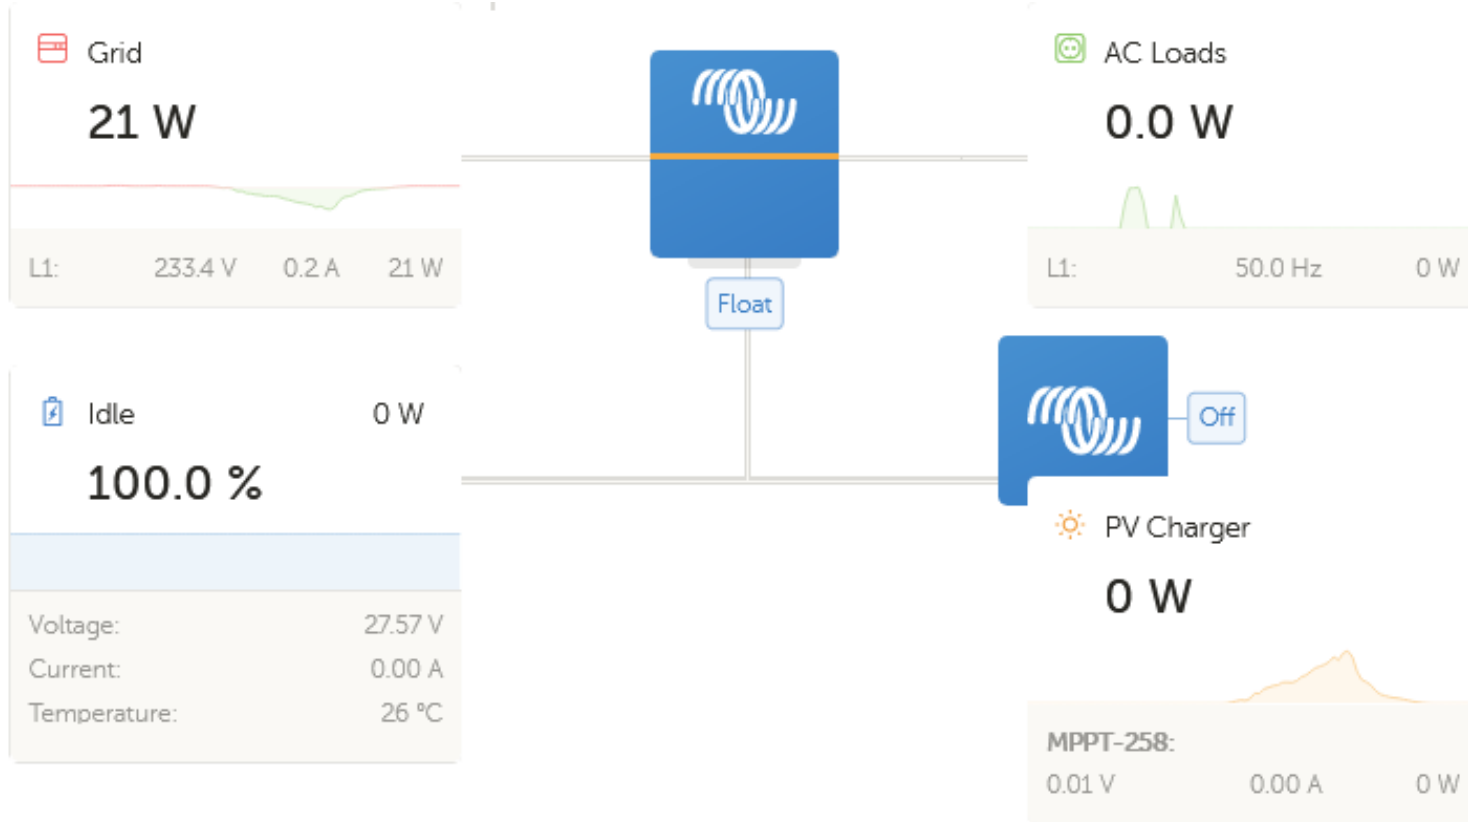 Grid
21 W
L1: 233.4 V 0.2 A 21 W
Float
AC Loads
0.0 W
L1: 50.0 Hz 0 W
Idle 0 W
100.0 %
Voltage: 27.57 V
Current: 0.00 A
Temperature: 26 °C
Off
PV Charger
0 W
MPPT-258:
0.01 V 0.00 A 0 W